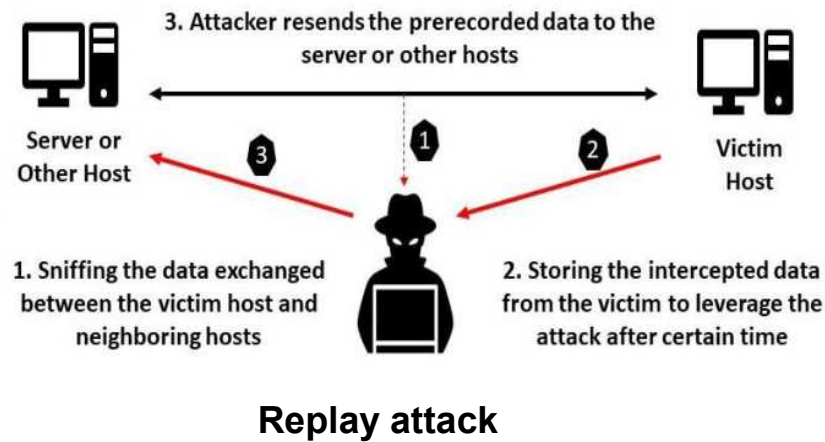 3. Attacker resends the prerecorded data to the
server or other hosts
Server or
Other Host
1
2
3
Victim
Host
1. Sniffing the data exchanged
between the victim host and
neighboring hosts
2. Storing the intercepted data
from the victim to leverage the
attack after certain time
Replay attack